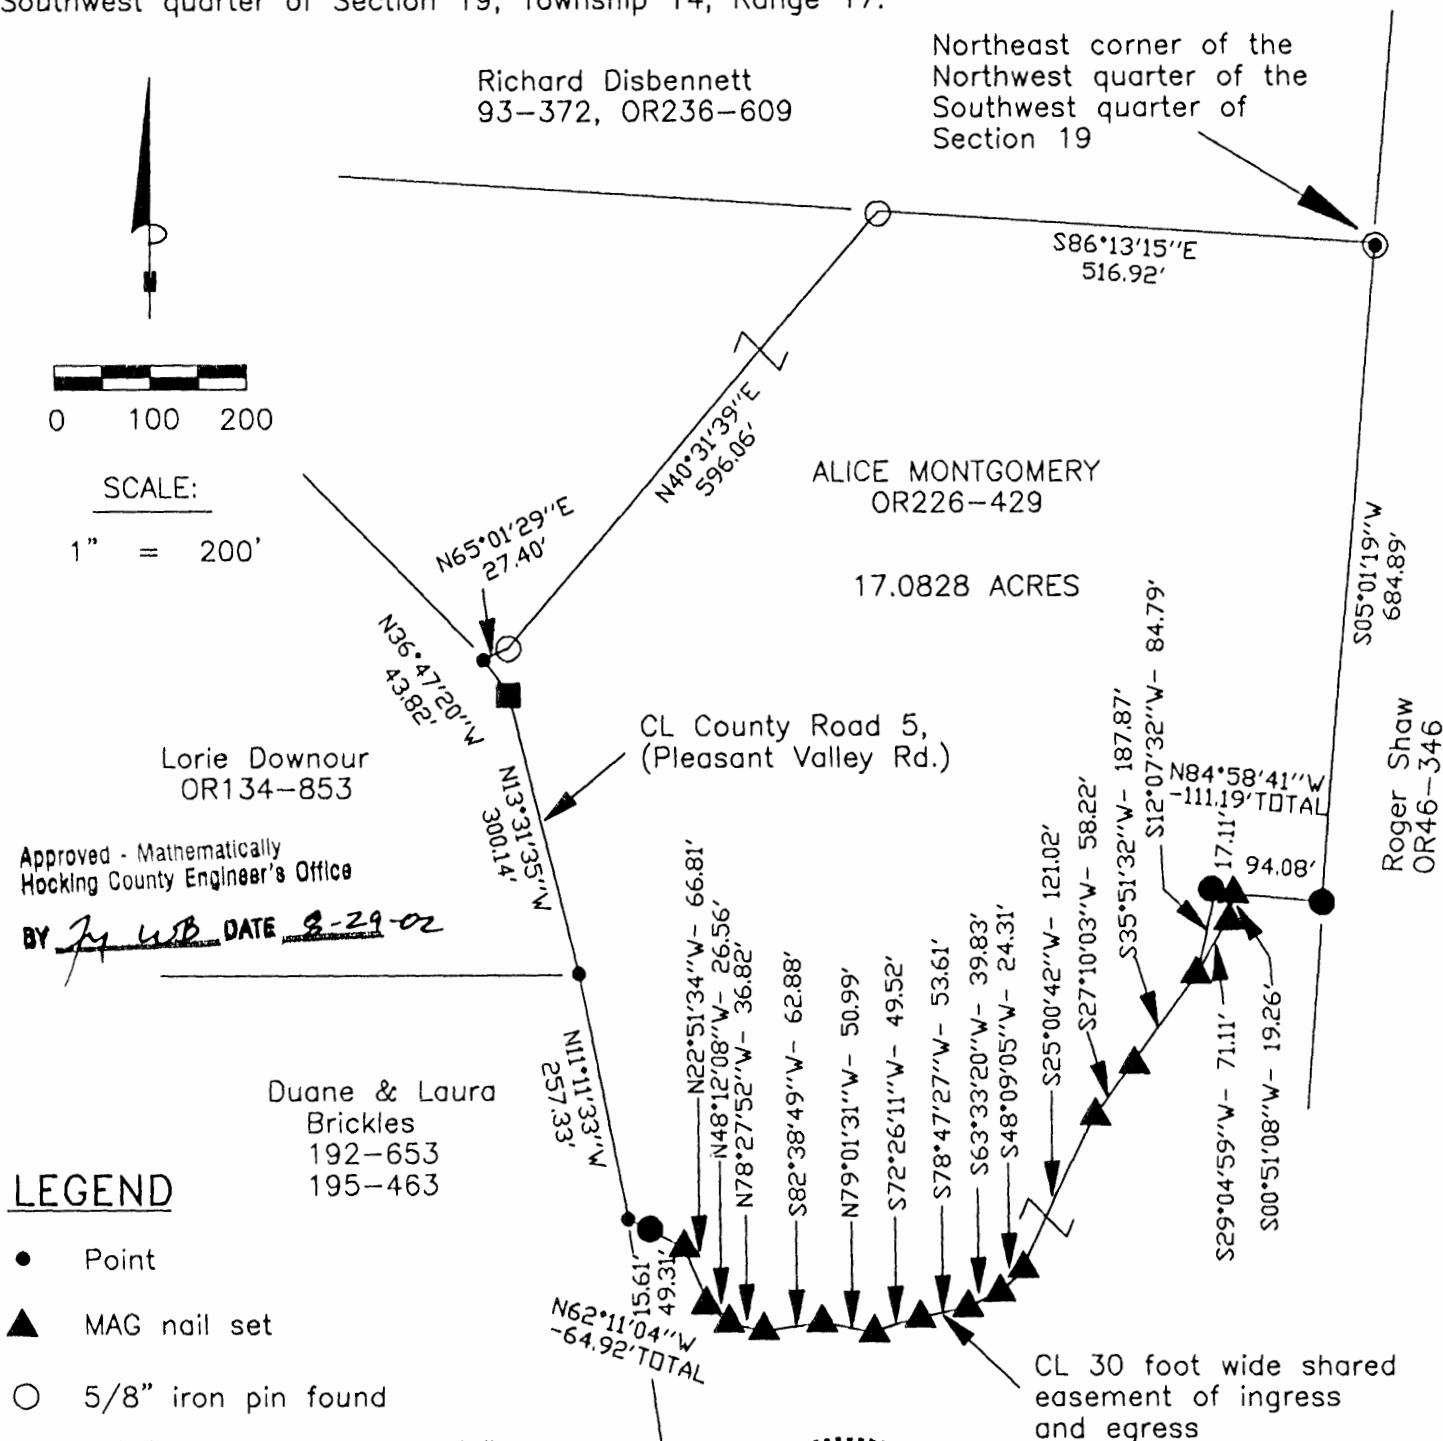 Southwest quarter of Section 19, Township 14, Range 17.
Northeast corner of the
Northwest quarter of the
Southwest quarter of
Section 19
Richard Disbennett
93-372, OR236-609
S86°13'15"E
516.92'
0 100 200
SCALE:
1" = 200'
N40°31'39"E
596.06'
ALICE MONTGOMERY
OR226-429
17.0828 ACRES
N65°01'29"E
27.40'
N36°47'20"W
43.82'
S05°01'19"W
684.89'
CL County Road 5,
(Pleasant Valley Rd.)
Lorie Downour
OR134-853
N13°31'35"W
300.14'
Roger Shaw
OR46-346
Approved - Mathematically
Hocking County Engineer's Office
BY DATE 8-29-02
N84°58'41"W
-111.19'TOTAL
17.11'
94.08'
N11°11'33"W
257.33'
Duane & Laura
Brickles
192-653
195-463
N22°51'34"W- 66.81'
N48°12'08"W- 26.56'
N78°27'52"W- 36.82'
S82°38'49"W- 62.88'
N79°01'31"W- 50.99'
S72°26'11"W- 49.52'
S78°47'27"W- 53.61'
S63°33'20"W- 39.83'
S48°09'05"W- 24.31'
S25°00'42"W- 121.02'
S27°10'03"W- 58.22'
S35°51'32"W- 187.87'
S12°07'32"W- 84.79'
S29°04'59"W- 71.11'
S00°51'08"W- 19.26'
15.61'
49.31'
N62°11'04"W
-64.92'TOTAL
LEGEND
Point
MAG nail set
5/8" iron pin found
CL 30 foot wide shared
easement of ingress
and egress